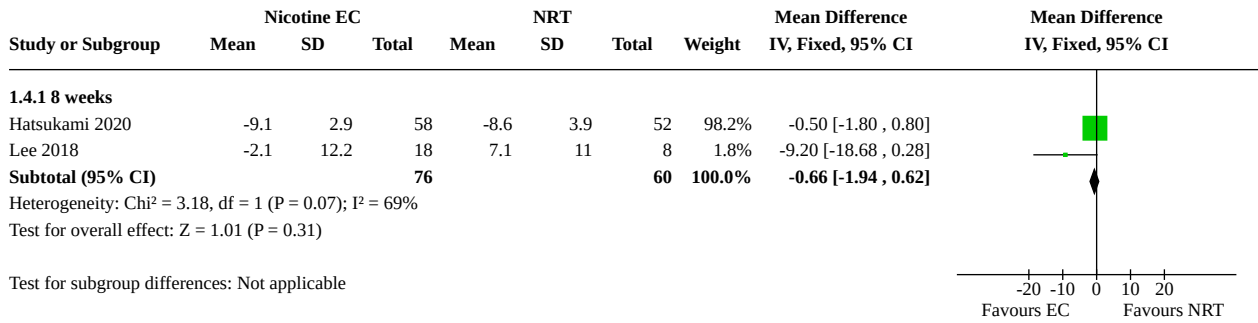 Nicotine EC NRT Mean Difference Mean Difference
Study or Subgroup Mean SD Total Mean SD Total Weight IV, Fixed, 95% CI IV, Fixed, 95% CI
1.4.1 8 weeks
Hatsukami 2020 -9.1 2.9 58 -8.6 3.9 52 98.2% -0.50 [-1.80 , 0.80]
Lee 2018 -2.1 12.2 18 7.1 11 8 1.8% -9.20 [-18.68 , 0.28]
Subtotal (95% CI) 76 60 100.0% -0.66 [-1.94 , 0.62]
Heterogeneity: Chi² = 3.18, df = 1 (P = 0.07); I² = 69%
Test for overall effect: Z = 1.01 (P = 0.31)
Test for subgroup differences: Not applicable
-20 -10 0 10 20
Favours EC Favours NRT